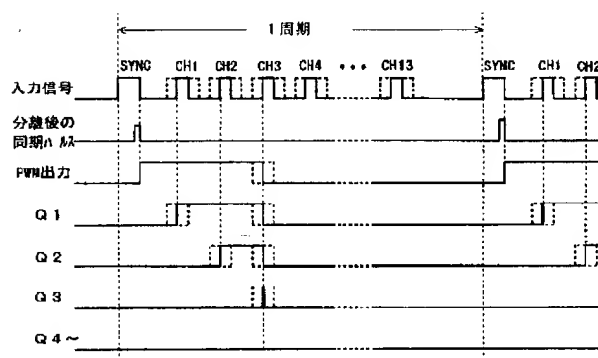 1周期
SYNC CH1 CH2 CH3 CH4 ••• CH13 SYNC CH1 CH2
入力信号
分離後の
同期パルス
PWM出力
Q1
Q2
Q3
Q4~